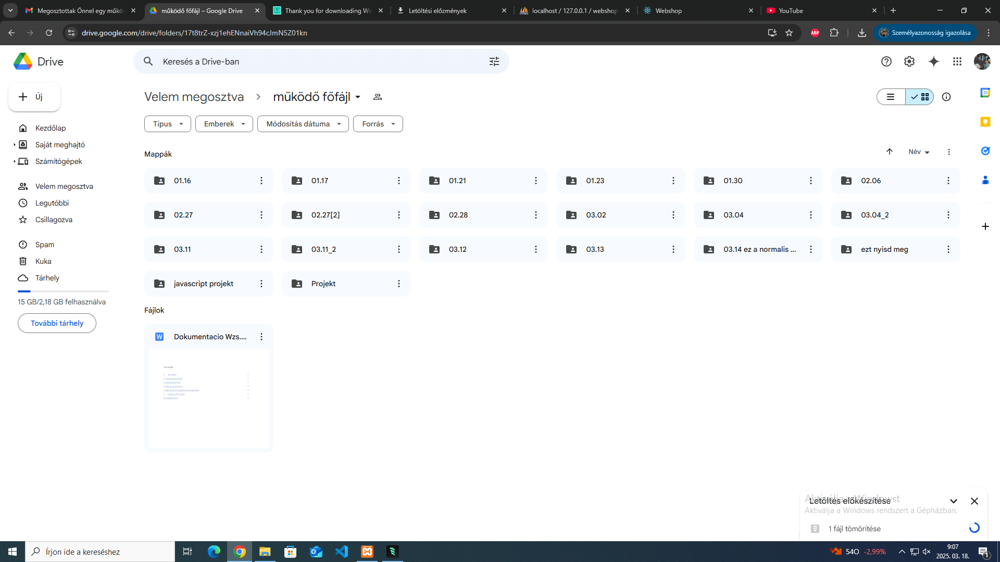 Megosztottak Önnel egy műkö
működő főfájl – Google Drive
Thank you for downloading Wi
Letöltési előzmények
localhost / 127.0.0.1 / webshop
Webshop
YouTube
drive.google.com/drive/folders/17t8trZ-xzj1ehENnaiVh94cJmN5Z01kn
ABP
Személyazonosság igazolása
Drive
Keresés a Drive-ban
Új
Velem megosztva
működő főfájl
31
Típus
Emberek
Módosítás dátuma
Forrás
Kezdőlap
Saját meghajtó
Számítógépek
Velem megosztva
Legutóbbi
Csillagozva
Spam
Kuka
Tárhely
15 GB/2,18 GB felhasználva
További tárhely
Mappák
Név
01.16
01.17
01.21
01.23
01.30
02.06
02.27
02.27[2]
02.28
03.02
03.04
03.04_2
03.11
03.11_2
03.12
03.13
03.14 ez a normalis ...
ezt nyisd meg
javascript projekt
Projekt
Fájlok
W
Dokumentacio Wzs....
Aktiválja a Windowst
Letöltés előkészítése
Aktiválja a Windows rendszert a Gépházban.
1 fájl tömörítése
Írjon ide a kereséshez
540 -2,99%
9:07
2025. 03. 18.
1